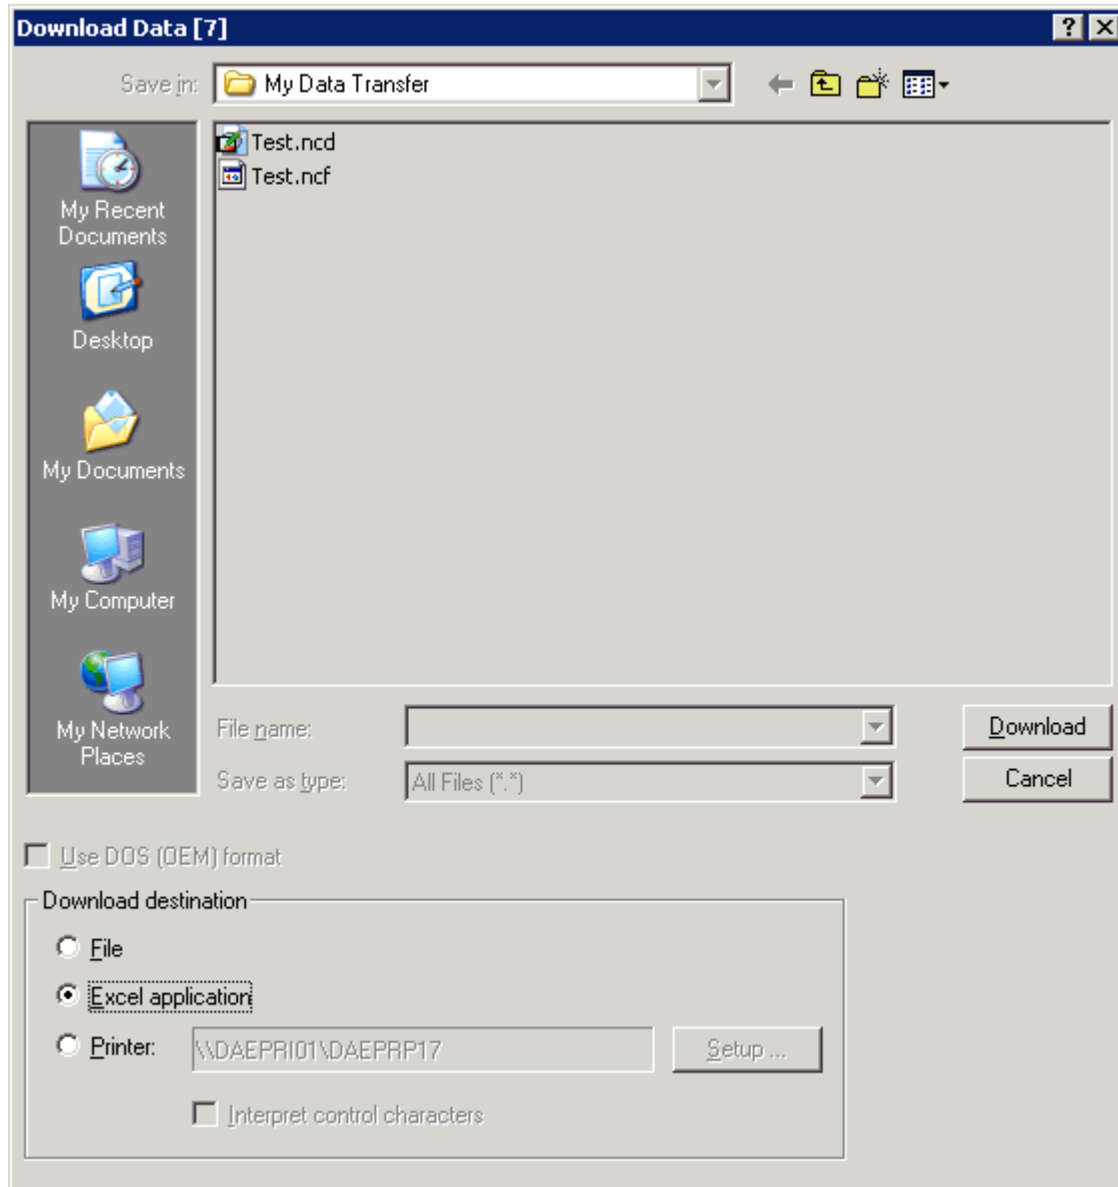 Download Data [7]
Save in:
My Data Transfer
Test.ncd
Test.ncf
My Recent
Documents
Desktop
My Documents
My Computer
My Network
Places
File name:
Download
Save as type:
All Files (*.*)
Cancel
Use DOS (OEM) format
Download destination
File
Excel application
Printer:
\\DAEPRI01\DAEPRP17
Setup ...
Interpret control characters